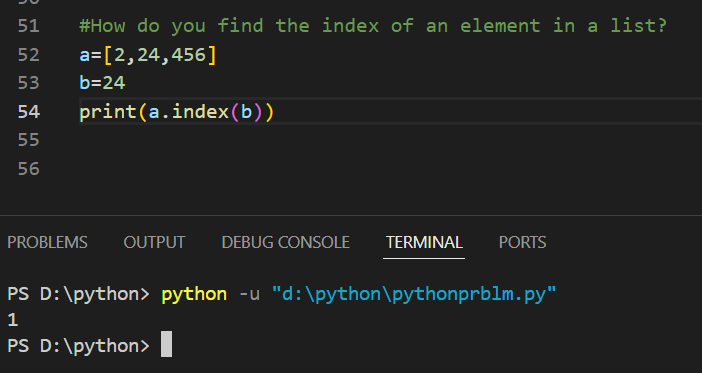 51 #How do you find the index of an element in a list?
52 a=[2,24,456]
53 b=24
54 print(a.index(b))
55
56
PROBLEMS OUTPUT DEBUG CONSOLE TERMINAL PORTS
PS D:\python> python -u "d:\python\pythonprblm.py"
1
PS D:\python>